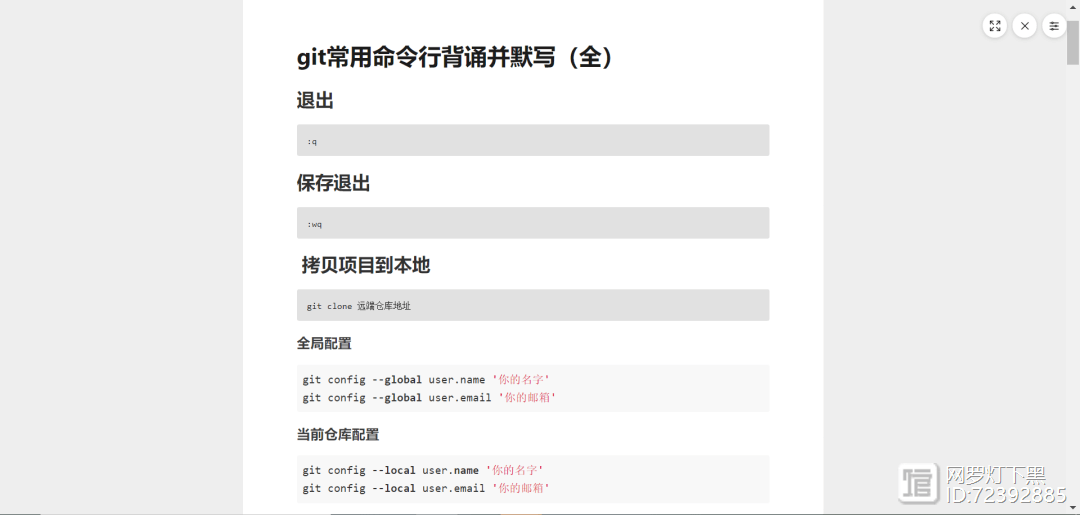 git常用命令行背诵并默写（全）
退出
:q
保存退出
:wq
拷贝项目到本地
git clone 远端仓库地址
全局配置
git config --global user.name '你的名字'
git config --global user.email '你的邮箱'
当前仓库配置
git config --local user.name '你的名字'
git config --local user.email '你的邮箱'
网罗灯下黑
ID:72392885